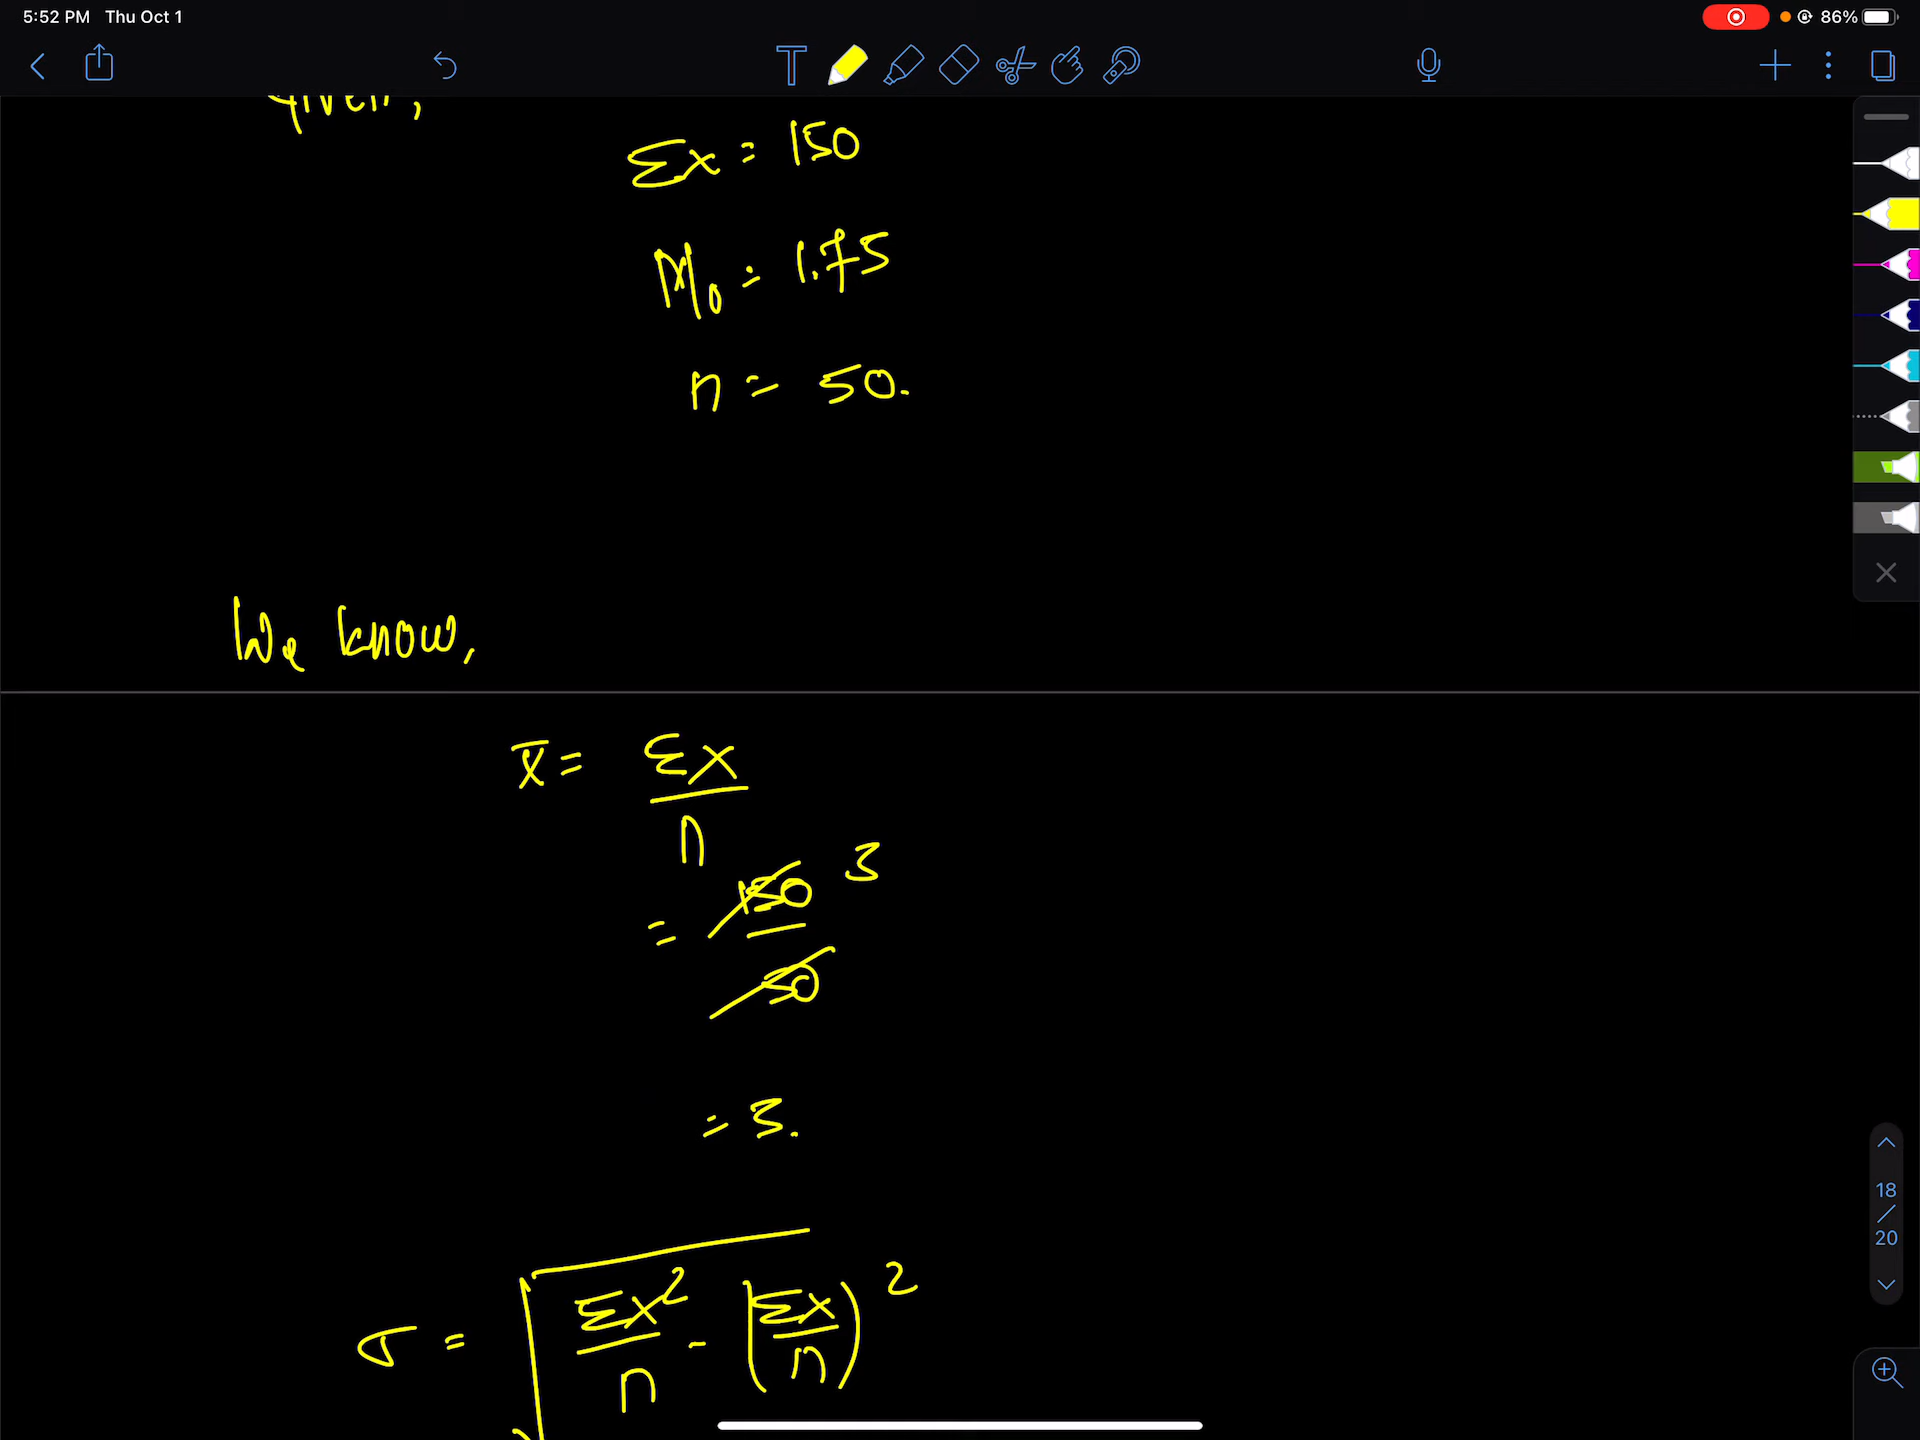 5:52 PM Thu Oct 1
86%
Given,
Σx = 150
M₀ = 1.75
n = 50.
We know,
x̄ = Σx / n
= 150 / 50 3
= 3.
σ = √(Σx² / n - (Σx / n)²
18 / 20